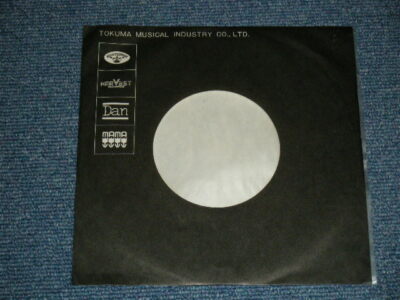 TOKUMA MUSICAL INDUSTRY CO., LTD.
HARVEST
Dan
MAMA